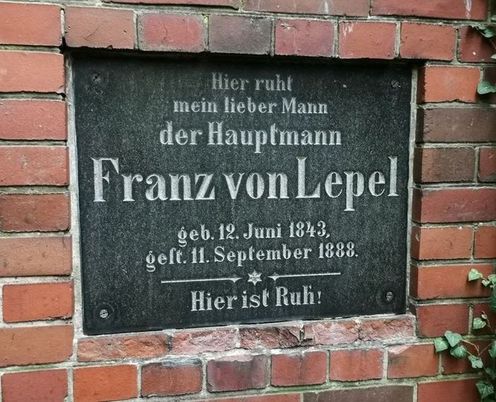 Hier ruht
mein lieber Mann
der Hauptmann
Franz von Lepel
geb. 12. Juni 1843,
gest. 11. September 1888.
Hier ist Ruh!